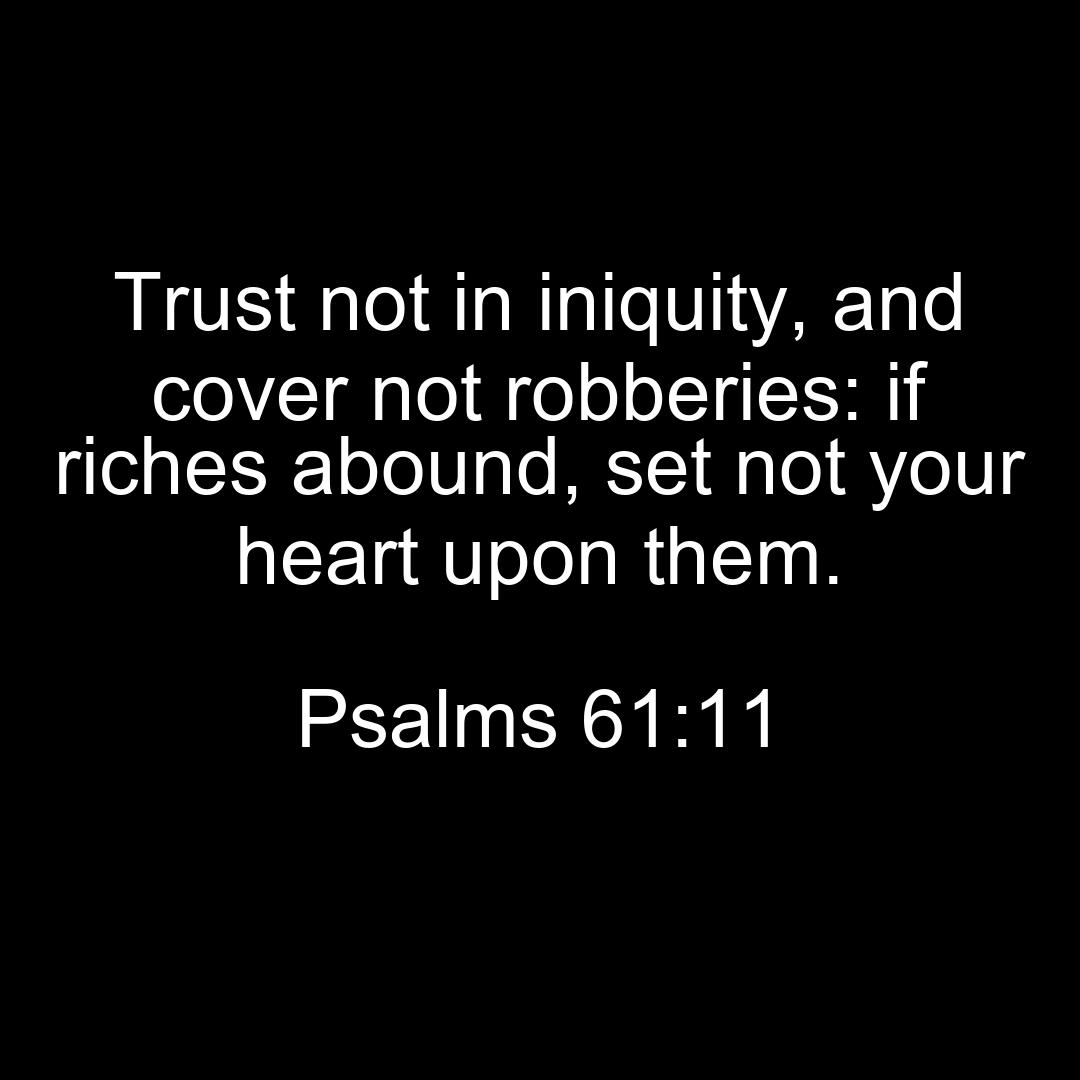 Trust not in iniquity, and
cover not robberies: if
riches abound, set not your
heart upon them.
Psalms 61:11